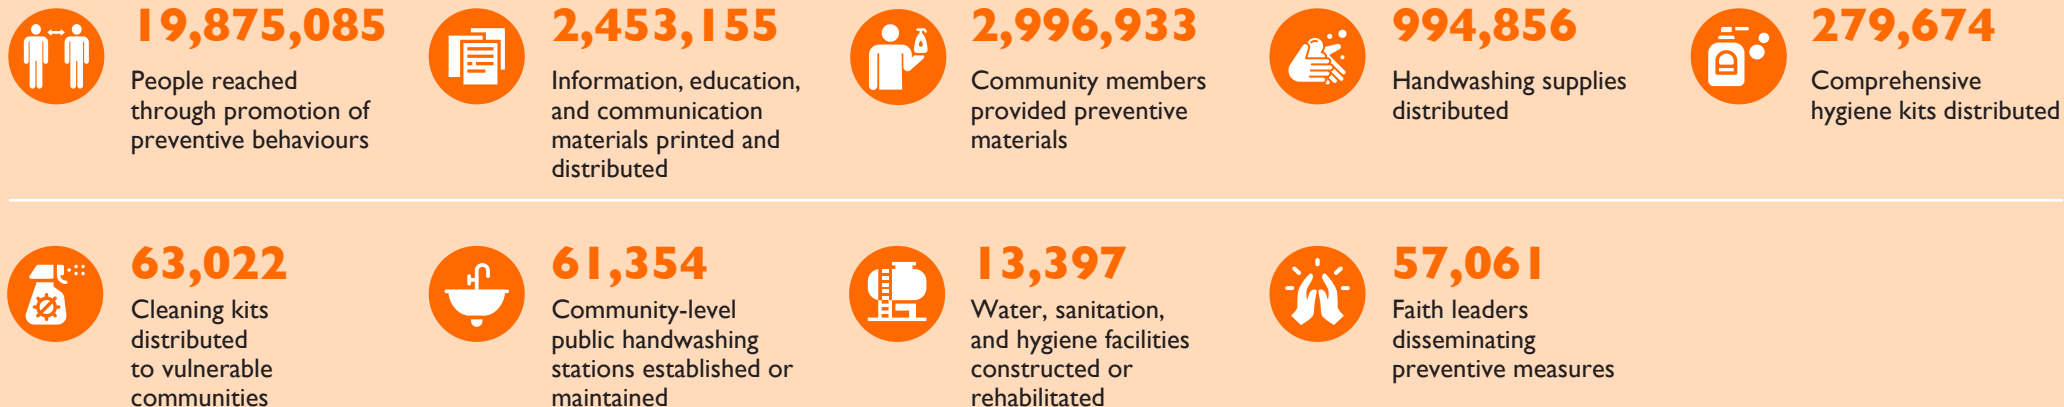 19,875,085
People reached
through promotion of
preventive behaviours
2,453,155
Information, education,
and communication
materials printed and
distributed
2,996,933
Community members
provided preventive
materials
994,856
Handwashing supplies
distributed
279,674
Comprehensive
hygiene kits distributed
63,022
Cleaning kits
distributed
to vulnerable
communities
61,354
Community-level
public handwashing
stations established or
maintained
13,397
Water, sanitation,
and hygiene facilities
constructed or
rehabilitated
57,061
Faith leaders
disseminating
preventive measures